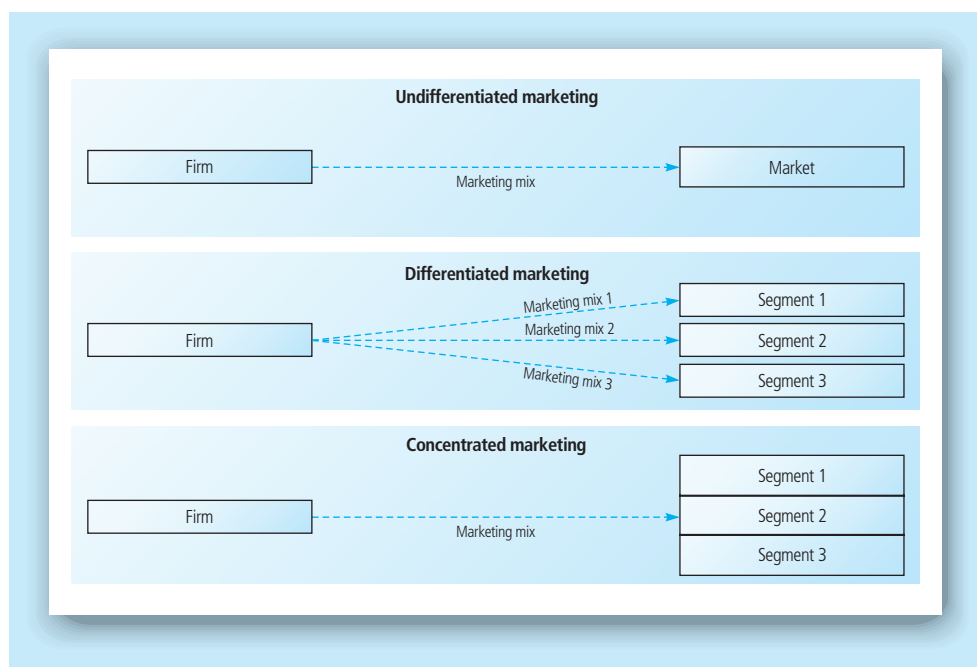 Undifferentiated marketing
Firm
Marketing mix
Market
Differentiated marketing
Firm
Marketing mix 1
Marketing mix 2
Marketing mix 3
Segment 1
Segment 2
Segment 3
Concentrated marketing
Firm
Marketing mix
Segment 1
Segment 2
Segment 3